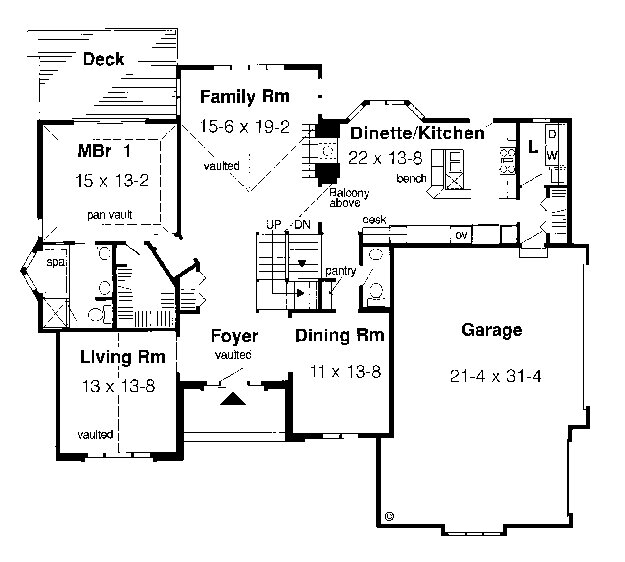 Deck
Family Rm
15-6 x 19-2
vaulted
Dinette/Kitchen
22 x 13-8
bench
L
D
W
MBr 1
15 x 13-2
pan vault
Balcony
above
UP
DN
desk
OV
spa
pantry
Foyer
vaulted
Dining Rm
11 x 13-8
Garage
21-4 x 31-4
Living Rm
13 x 13-8
vaulted